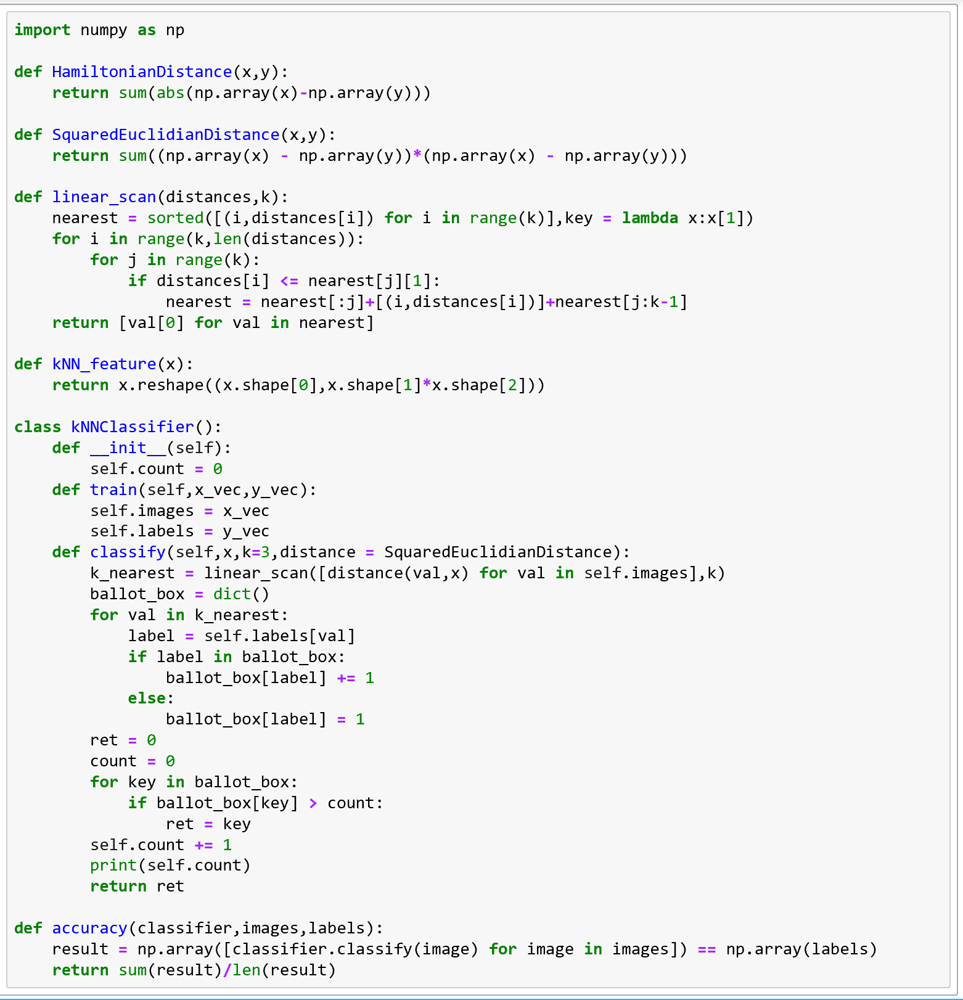 import numpy as np

def HamiltonianDistance(x,y):
    return sum(abs(np.array(x)-np.array(y)))

def SquaredEuclidianDistance(x,y):
    return sum((np.array(x) - np.array(y))*(np.array(x) - np.array(y)))

def linear_scan(distances,k):
    nearest = sorted([(i,distances[i]) for i in range(k)],key = lambda x:x[1])
    for i in range(k,len(distances)):
        for j in range(k):
            if distances[i] <= nearest[j][1]:
                nearest = nearest[:j]+[(i,distances[i])]+nearest[j:k-1]
    return [val[0] for val in nearest]

def kNN_feature(x):
    return x.reshape((x.shape[0],x.shape[1]*x.shape[2]))

class kNNClassifier():
    def __init__(self):
        self.count = 0
    def train(self,x_vec,y_vec):
        self.images = x_vec
        self.labels = y_vec
    def classify(self,x,k=3,distance = SquaredEuclidianDistance):
        k_nearest = linear_scan([distance(val,x) for val in self.images],k)
        ballot_box = dict()
        for val in k_nearest:
            label = self.labels[val]
            if label in ballot_box:
                ballot_box[label] += 1
            else:
                ballot_box[label] = 1
        ret = 0
        count = 0
        for key in ballot_box:
            if ballot_box[key] > count:
                ret = key
        self.count += 1
        print(self.count)
        return ret

def accuracy(classifier,images,labels):
    result = np.array([classifier.classify(image) for image in images]) == np.array(labels)
    return sum(result)/len(result)